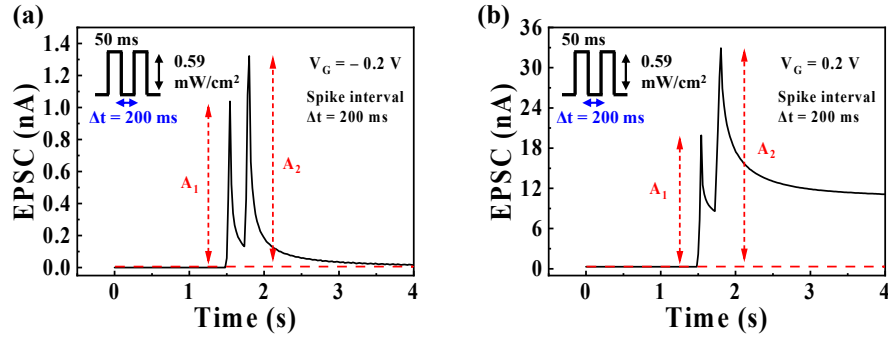 (a)
50 ms
0.59
mW/cm²
Δt = 200 ms
V_G = – 0.2 V
Spike interval
Δt = 200 ms
A₁
A₂
EPSC (nA)
1.4
1.2
1.0
0.8
0.6
0.4
0.2
0.0
0 1 2 3 4
Time (s)
(b)
50 ms
0.59
mW/cm²
Δt = 200 ms
V_G = 0.2 V
Spike interval
Δt = 200 ms
A₁
A₂
EPSC (nA)
36
30
24
18
12
6
0
0 1 2 3 4
Time (s)